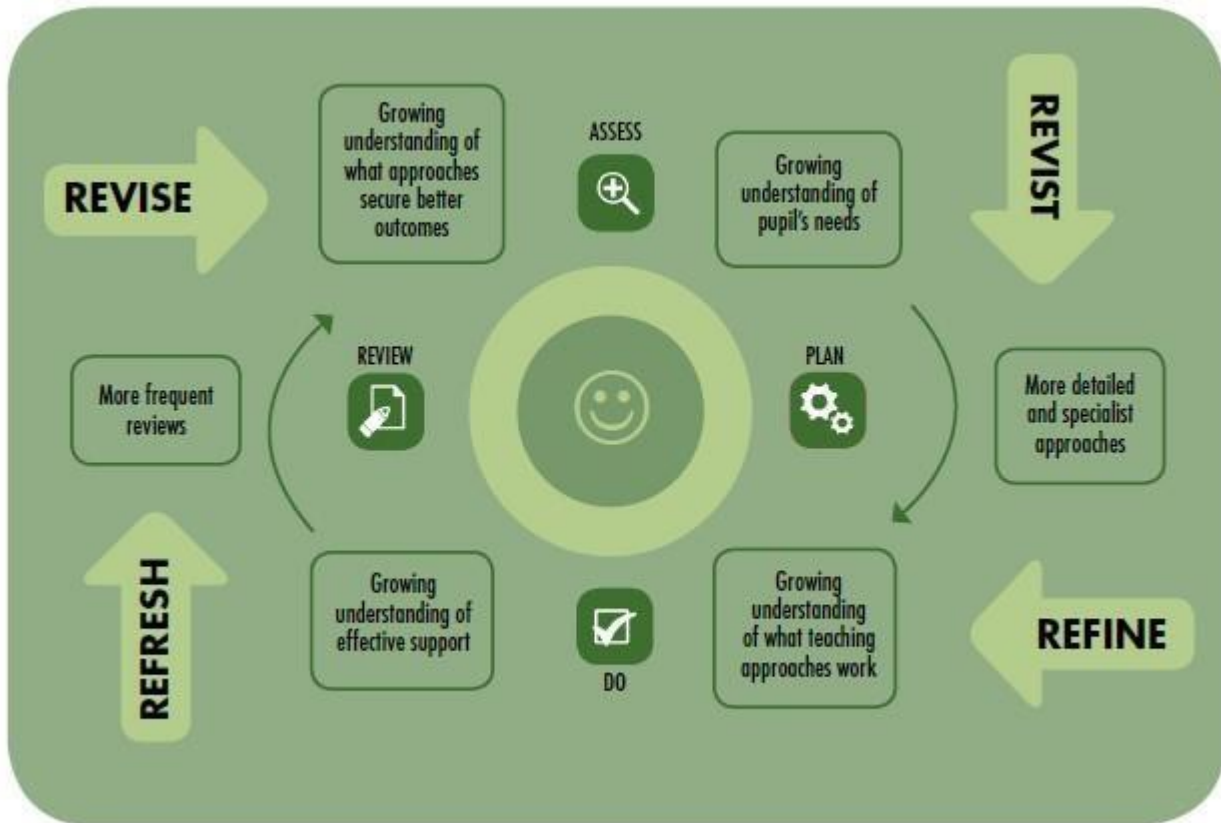 REVISE
Growing
understanding of
what approaches
secure better
outcomes
ASSESS
Growing
understanding of
pupil's needs
REVIST
More frequent
reviews
REVIEW
PLAN
More detailed
and specialist
approaches
REFRESH
Growing
understanding of
effective support
DO
Growing
understanding
of what teaching
approaches work
REFINE